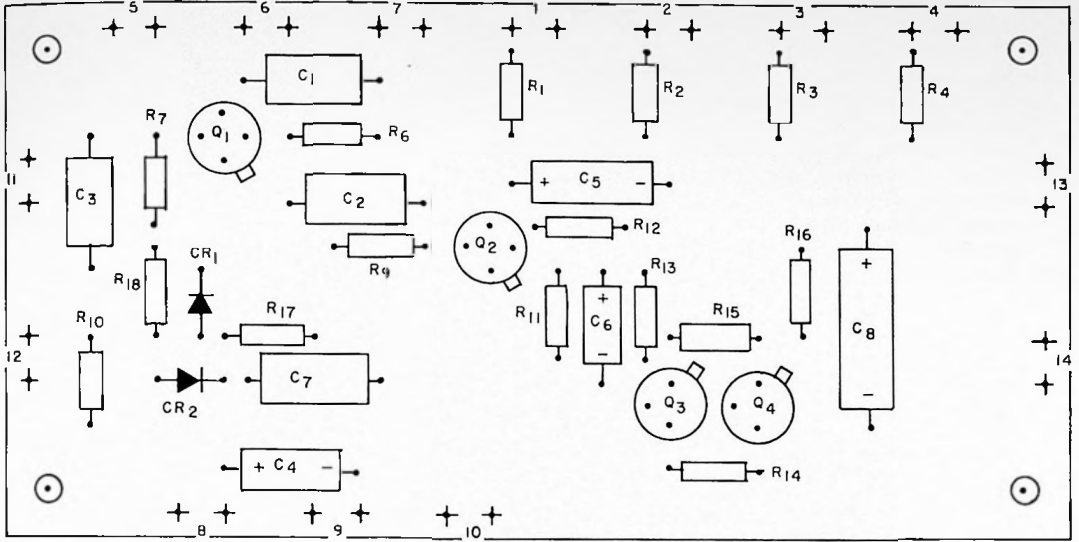 5 6 7 1 2 3 4
C1
R1 R2 R3 R4
R7 Q1 R6
11 C3 C2 C5 + − 13
R12
R9 Q2 R16
CR1 R13
R18 + +
R10 R17 R11 C6 R15 C8
12 − 14
C7
CR2 Q3 Q4 −
+ C4 − R14
8 9 10